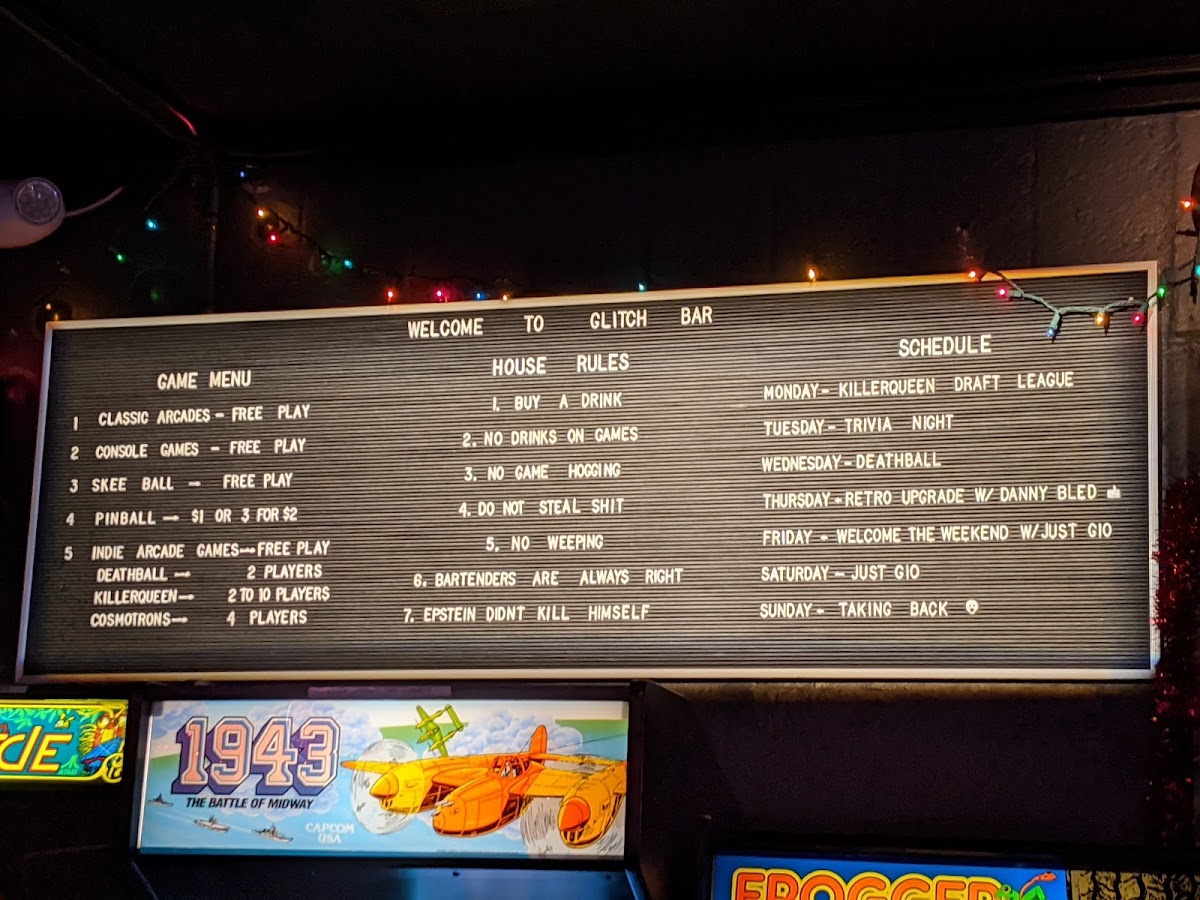 WELCOME TO GLITCH BAR
GAME MENU
1 CLASSIC ARCADES - FREE PLAY
2 CONSOLE GAMES - FREE PLAY
3 SKEE BALL - FREE PLAY
4 PINBALL - $1 OR 3 FOR $2
5 INDIE ARCADE GAMES - FREE PLAY
DEATHBALL - 2 PLAYERS
KILLERQUEEN - 2 TO 10 PLAYERS
COSMOTRONS - 4 PLAYERS
HOUSE RULES
1. BUY A DRINK
2. NO DRINKS ON GAMES
3. NO GAME HOGGING
4. DO NOT STEAL SHIT
5. NO WEEPING
6. BARTENDERS ARE ALWAYS RIGHT
7. EPSTEIN DIDNT KILL HIMSELF
SCHEDULE
MONDAY - KILLERQUEEN DRAFT LEAGUE
TUESDAY - TRIVIA NIGHT
WEDNESDAY - DEATHBALL
THURSDAY - RETRO UPGRADE W/ DANNY BLED
FRIDAY - WELCOME THE WEEKEND W/JUST GIO
SATURDAY - JUST GIO
SUNDAY - TAKING BACK
1943
THE BATTLE OF MIDWAY
CAPCOM
USA
FROGGER